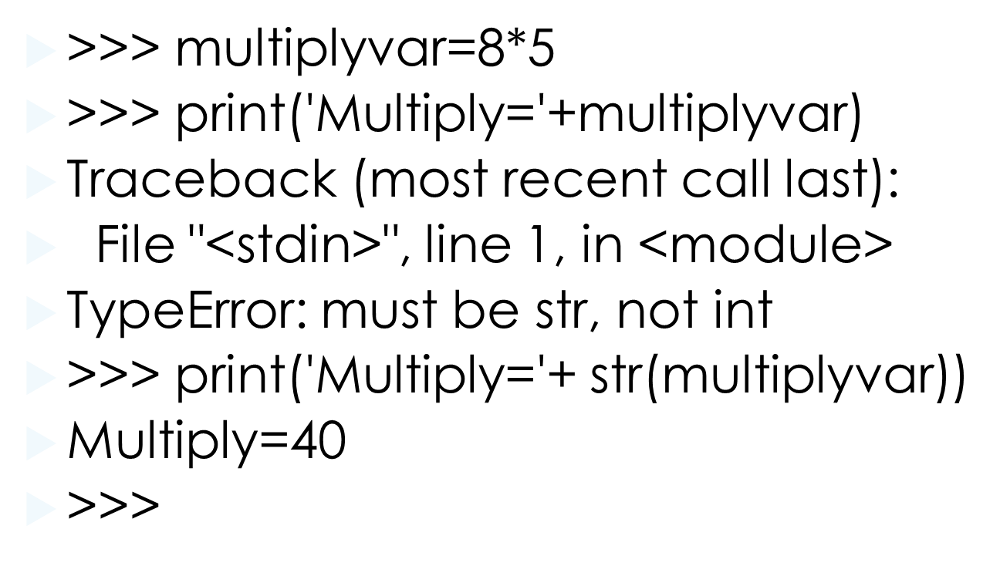 >>> multiplyvar=8*5
>>> print('Multiply='+multiplyvar)
Traceback (most recent call last):
  File "<stdin>", line 1, in <module>
TypeError: must be str, not int
>>> print('Multiply='+ str(multiplyvar))
Multiply=40
>>>